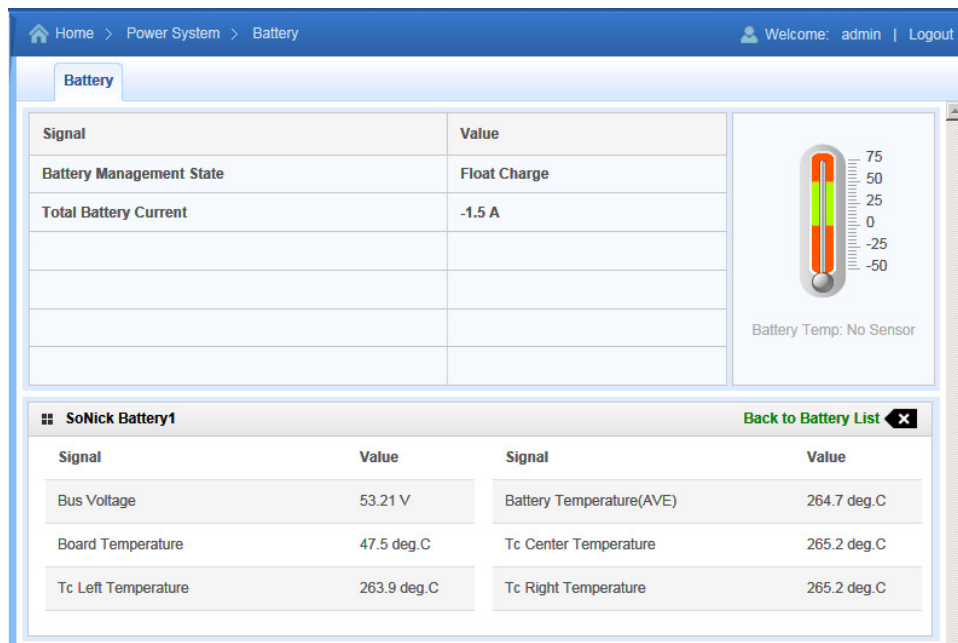 Home > Power System > Battery Welcome: admin | Logout
Battery
Signal Value
Battery Management State Float Charge
Total Battery Current -1.5 A
75
50
25
0
-25
-50
Battery Temp: No Sensor
SoNick Battery1 Back to Battery List
Signal Value Signal Value
Bus Voltage 53.21 V Battery Temperature(AVE) 264.7 deg.C
Board Temperature 47.5 deg.C Tc Center Temperature 265.2 deg.C
Tc Left Temperature 263.9 deg.C Tc Right Temperature 265.2 deg.C